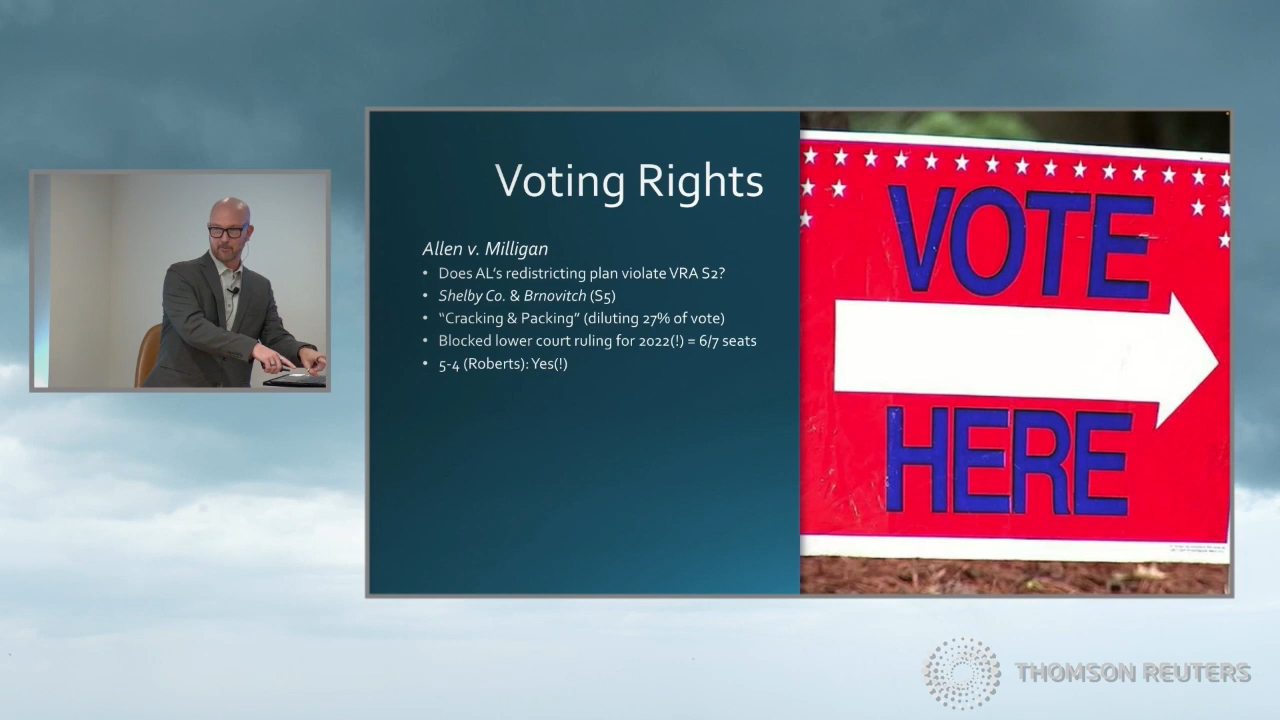 Voting Rights
Allen v. Milligan
• Does AL's redistricting plan violate VRA S2?
• Shelby Co. & Brnovitch (S5)
• “Cracking & Packing” (diluting 27% of vote)
• Blocked lower court ruling for 2022(!) = 6/7 seats
• 5-4 (Roberts): Yes(!)
VOTE
HERE
THOMSON REUTERS